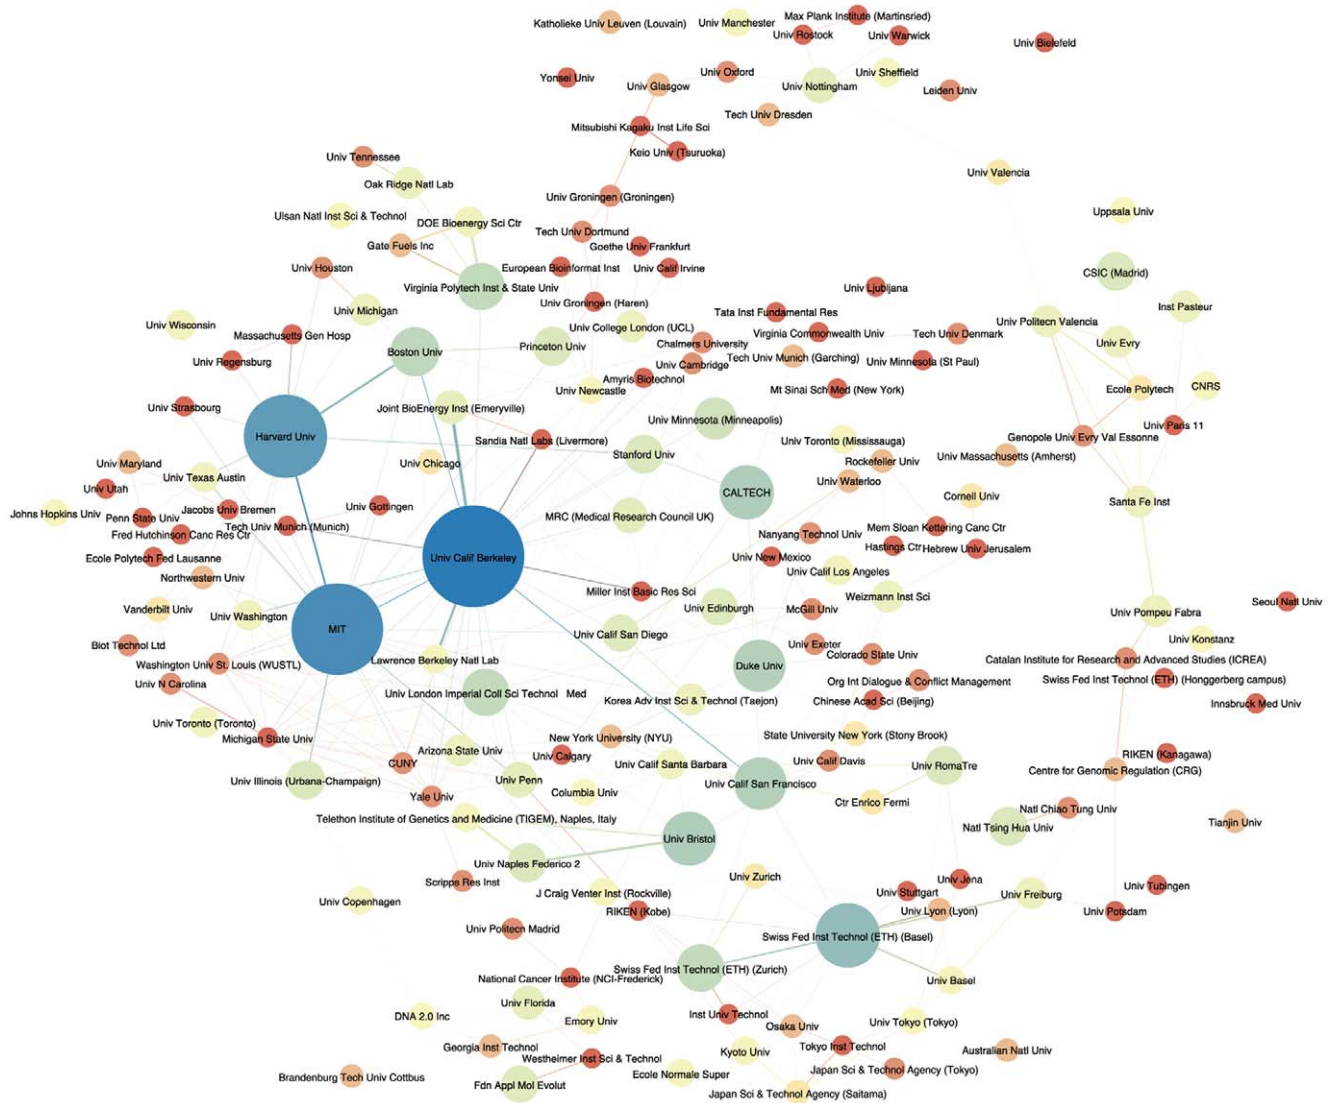 Max Plank Institute (Martinsried)
Katholieke Univ Leuven (Louvain)
Univ Manchester
Univ Rostock
Univ Warwick
Univ Bielefeld
Yonsei Univ
Univ Oxford
Univ Sheffield
Univ Glasgow
Univ Nottingham
Leiden Univ
Tech Univ Dresden
Mitsubishi Kagaku Inst Life Sci
Keio Univ (Tsuruoka)
Univ Tennessee
Univ Valencia
Oak Ridge Natl Lab
Univ Groningen (Groningen)
Uppsala Univ
Ulsan Natl Inst Sci & Technol
DOE Bioenergy Sci Ctr
Tech Univ Dortmund
Gate Fuels Inc
Goethe Univ Frankfurt
Univ Houston
European Bioinformat Inst
Univ Calif Irvine
CSIC (Madrid)
Virginia Polytech Inst & State Univ
Univ Ljubljana
Univ Groningen (Haren)
Univ Michigan
Tata Inst Fundamental Res
Inst Pasteur
Univ Wisconsin
Massachusetts Gen Hosp
Univ College London (UCL)
Virginia Commonwealth Univ
Tech Univ Denmark
Univ Politecn Valencia
Princeton Univ
Chalmers University
Univ Evry
Boston Univ
Tech Univ Munich (Garching)
Univ Minnesota (St Paul)
Univ Regensburg
Univ Cambridge
Amyris Biotechnol
Univ Newcastle
Mt Sinai Sch Med (New York)
Ecole Polytech
CNRS
Univ Strasbourg
Joint BioEnergy Inst (Emeryville)
Univ Minnesota (Minneapolis)
Univ Paris 11
Harvard Univ
Sandia Natl Labs (Livermore)
Univ Toronto (Mississauga)
Genopole Univ Evry Val Essonne
Stanford Univ
Univ Massachusetts (Amherst)
Univ Maryland
Univ Chicago
Rockefeller Univ
Univ Texas Austin
Univ Waterloo
Univ Utah
CALTECH
Cornell Univ
Santa Fe Inst
Univ Gottingen
Jacobs Univ Bremen
Johns Hopkins Univ
Penn State Univ
MRC (Medical Research Council UK)
Tech Univ Munich (Munich)
Mem Sloan Kettering Canc Ctr
Fred Hutchinson Canc Res Ctr
Nanyang Technol Univ
Hastings Ctr
Hebrew Univ Jerusalem
Ecole Polytech Fed Lausanne
Univ Calif Berkeley
Univ New Mexico
Univ Calif Los Angeles
Northwestern Univ
Miller Inst Basic Res Sci
Weizmann Inst Sci
Seoul Natl Univ
Vanderbilt Univ
Univ Washington
Univ Edinburgh
McGill Univ
Univ Pompeu Fabra
MIT
Univ Calif San Diego
Univ Konstanz
Biot Technol Ltd
Univ Exeter
Colorado State Univ
Washington Univ St. Louis (WUSTL)
Lawrence Berkeley Natl Lab
Duke Univ
Catalan Institute for Research and Advanced Studies (ICREA)
Univ N Carolina
Org Int Dialogue & Conflict Management
Swiss Fed Inst Technol (ETH) (Honggerberg campus)
Univ London Imperial Coll Sci Technol Med
Korea Adv Inst Sci & Technol (Taejon)
Chinese Acad Sci (Beijing)
Innsbruck Med Univ
Univ Toronto (Toronto)
Michigan State Univ
New York University (NYU)
State University New York (Stony Brook)
Arizona State Univ
Univ Calgary
RIKEN (Kanagawa)
CUNY
Univ Calif Santa Barbara
Univ Calif Davis
Univ RomaTre
Centre for Genomic Regulation (CRG)
Univ Illinois (Urbana-Champaign)
Univ Penn
Univ Calif San Francisco
Yale Univ
Columbia Univ
Ctr Enrico Fermi
Natl Chiao Tung Univ
Telethon Institute of Genetics and Medicine (TIGEM), Naples, Italy
Natl Tsing Hua Univ
Tianjin Univ
Univ Bristol
Univ Naples Federico 2
Scripps Res Inst
Univ Zurich
Univ Jena
Univ Tubingen
J Craig Venter Inst (Rockville)
Univ Stuttgart
Univ Freiburg
Univ Copenhagen
RIKEN (Kobe)
Univ Lyon (Lyon)
Univ Potsdam
Univ Politecn Madrid
Swiss Fed Inst Technol (ETH) (Basel)
Swiss Fed Inst Technol (ETH) (Zurich)
National Cancer Institute (NCI-Frederick)
Univ Basel
Univ Florida
DNA 2.0 Inc
Inst Univ Technol
Emory Univ
Osaka Univ
Univ Tokyo (Tokyo)
Georgia Inst Technol
Tokyo Inst Technol
Australian Natl Univ
Kyoto Univ
Westheimer Inst Sci & Technol
Japan Sci & Technol Agency (Tokyo)
Brandenburg Tech Univ Cottbus
Ecole Normale Super
Fdn Appl Mol Evolut
Japan Sci & Technol Agency (Saitama)